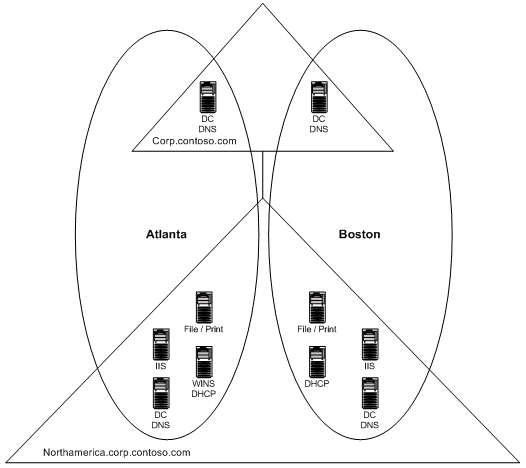 DC
DNS
DC
DNS
Corp.contoso.com
Atlanta
Boston
File / Print
File / Print
IIS
WINS
DHCP
DHCP
IIS
DC
DNS
DC
DNS
Northamerica.corp.contoso.com